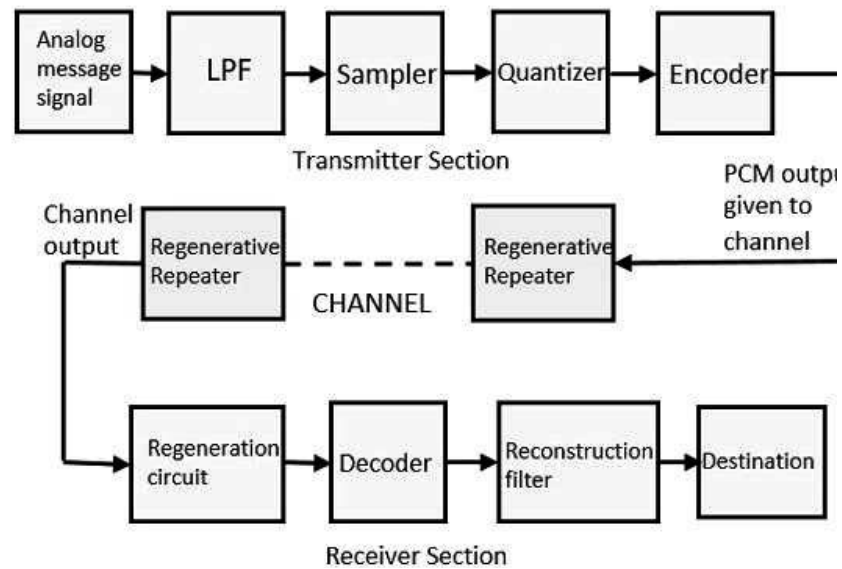 Analog
message
signal
LPF
Sampler
Quantizer
Encoder
Transmitter Section
PCM outpu
given to
channel
Channel
output
Regenerative
Repeater
CHANNEL
Regenerative
Repeater
Regeneration
circuit
Decoder
Reconstruction
filter
Destination
Receiver Section